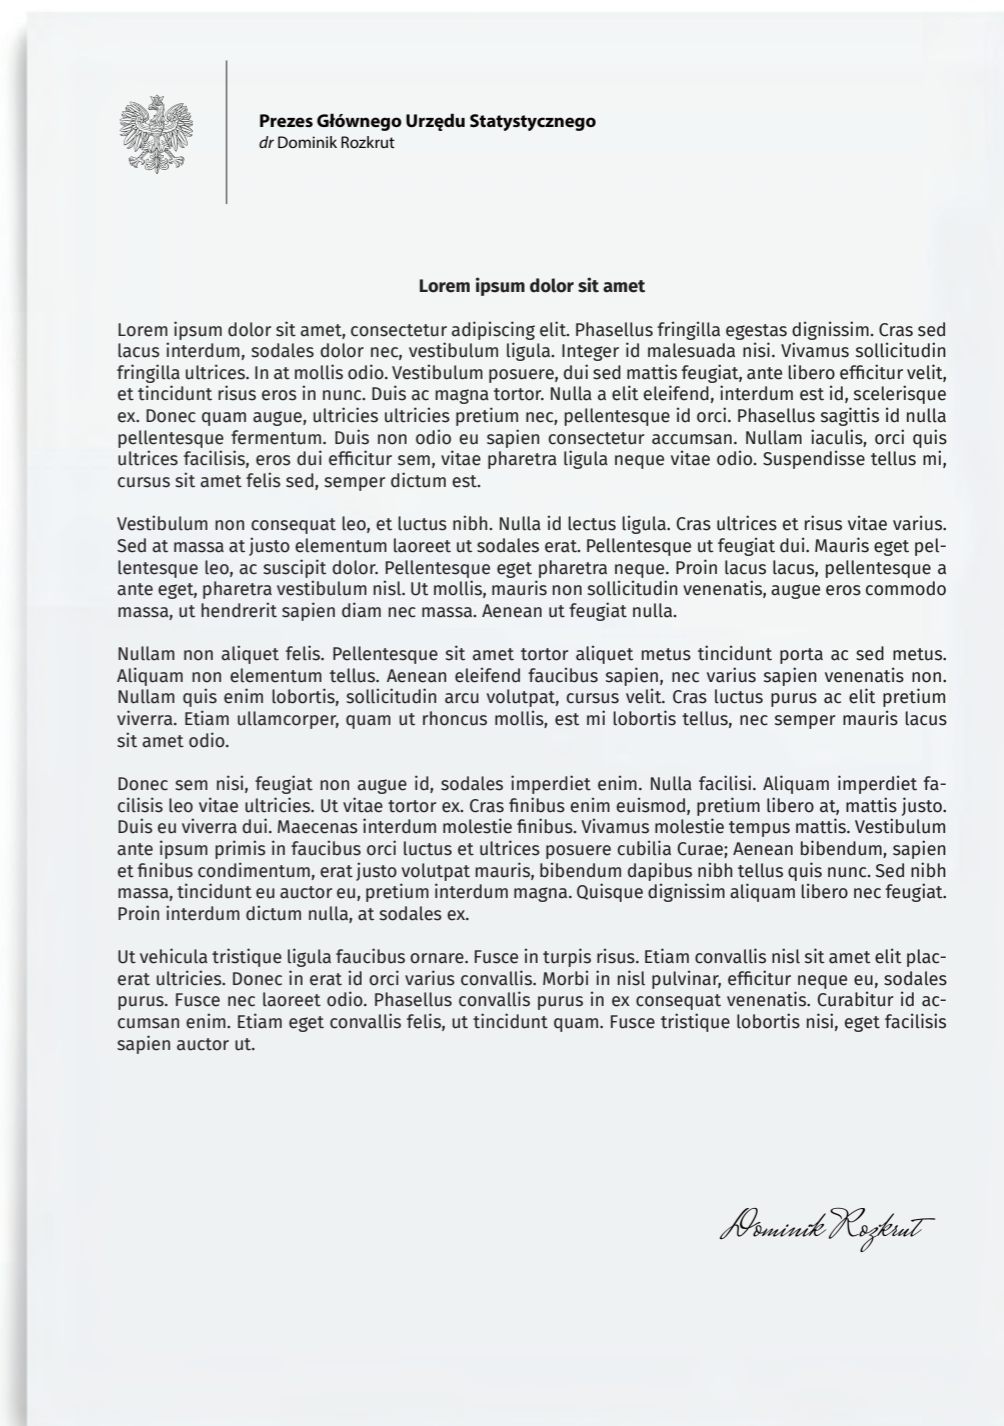 Prezes Głównego Urzędu Statystycznego
dr Dominik Rozkrut
Lorem ipsum dolor sit amet
Lorem ipsum dolor sit amet, consectetur adipiscing elit. Phasellus fringilla egestas dignissim. Cras sed
lacus interdum, sodales dolor nec, vestibulum ligula. Integer id malesuada nisi. Vivamus sollicitudin
fringilla ultrices. In at mollis odio. Vestibulum posuere, dui sed mattis feugiat, ante libero efficitur velit,
et tincidunt risus eros in nunc. Duis ac magna tortor. Nulla a elit eleifend, interdum est id, scelerisque
ex. Donec quam augue, ultricies ultricies pretium nec, pellentesque id orci. Phasellus sagittis id nulla
pellentesque fermentum. Duis non odio eu sapien consectetur accumsan. Nullam iaculis, orci quis
ultrices facilisis, eros dui efficitur sem, vitae pharetra ligula neque vitae odio. Suspendisse tellus mi,
cursus sit amet felis sed, semper dictum est.
Vestibulum non consequat leo, et luctus nibh. Nulla id lectus ligula. Cras ultrices et risus vitae varius.
Sed at massa at justo elementum laoreet ut sodales erat. Pellentesque ut feugiat dui. Mauris eget pel-
lentesque leo, ac suscipit dolor. Pellentesque eget pharetra neque. Proin lacus lacus, pellentesque a
ante eget, pharetra vestibulum nisl. Ut mollis, mauris non sollicitudin venenatis, augue eros commodo
massa, ut hendrerit sapien diam nec massa. Aenean ut feugiat nulla.
Nullam non aliquet felis. Pellentesque sit amet tortor aliquet metus tincidunt porta ac sed metus.
Aliquam non elementum tellus. Aenean eleifend faucibus sapien, nec varius sapien venenatis non.
Nullam quis enim lobortis, sollicitudin arcu volutpat, cursus velit. Cras luctus purus ac elit pretium
viverra. Etiam ullamcorper, quam ut rhoncus mollis, est mi lobortis tellus, nec semper mauris lacus
sit amet odio.
Donec sem nisi, feugiat non augue id, sodales imperdiet enim. Nulla facilisi. Aliquam imperdiet fa-
cilisis leo vitae ultricies. Ut vitae tortor ex. Cras finibus enim euismod, pretium libero at, mattis justo.
Duis eu viverra dui. Maecenas interdum molestie finibus. Vivamus molestie tempus mattis. Vestibulum
ante ipsum primis in faucibus orci luctus et ultrices posuere cubilia Curae; Aenean bibendum, sapien
et finibus condimentum, erat justo volutpat mauris, bibendum dapibus nibh tellus quis nunc. Sed nibh
massa, tincidunt eu auctor eu, pretium interdum magna. Quisque dignissim aliquam libero nec feugiat.
Proin interdum dictum nulla, at sodales ex.
Ut vehicula tristique ligula faucibus ornare. Fusce in turpis risus. Etiam convallis nisl sit amet elit plac-
erat ultricies. Donec in erat id orci varius convallis. Morbi in nisl pulvinar, efficitur neque eu, sodales
purus. Fusce nec laoreet odio. Phasellus convallis purus in ex consequat venenatis. Curabitur id ac-
cumsan enim. Etiam eget convallis felis, ut tincidunt quam. Fusce tristique lobortis nisi, eget facilisis
sapien auctor ut.
Dominik Rozkrut